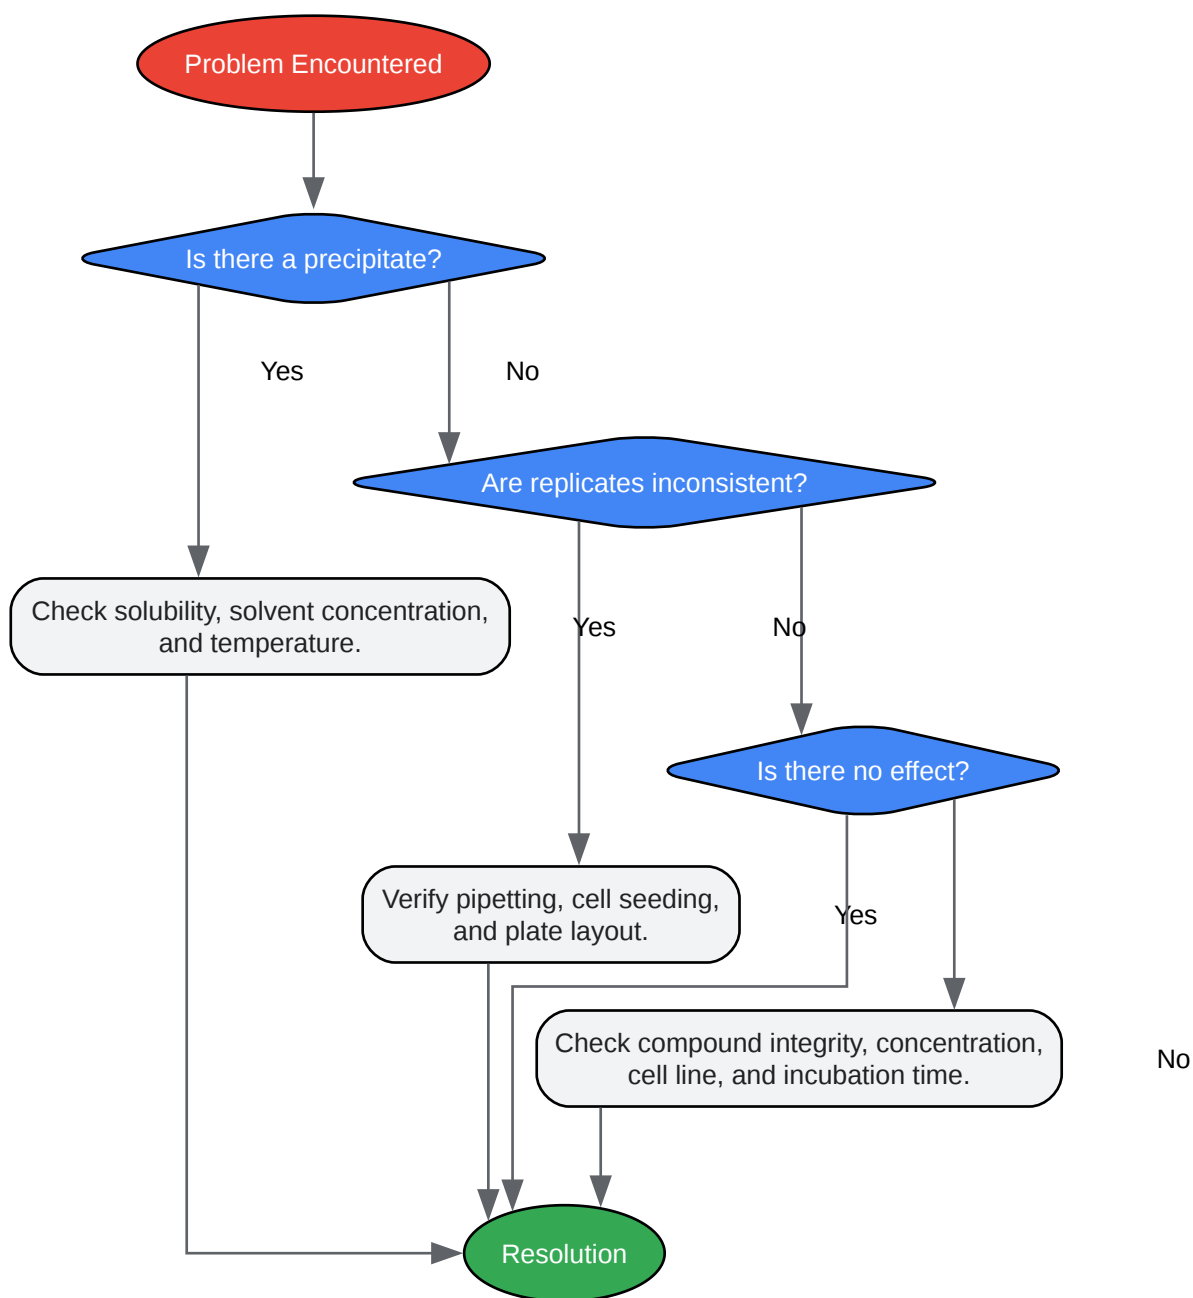 Problem Encountered
Is there a precipitate?
Yes
No
Are replicates inconsistent?
Check solubility, solvent concentration,
and temperature.
Yes
No
Is there no effect?
Verify pipetting, cell seeding,
and plate layout.
Yes
Check compound integrity, concentration,
cell line, and incubation time.
No
Resolution